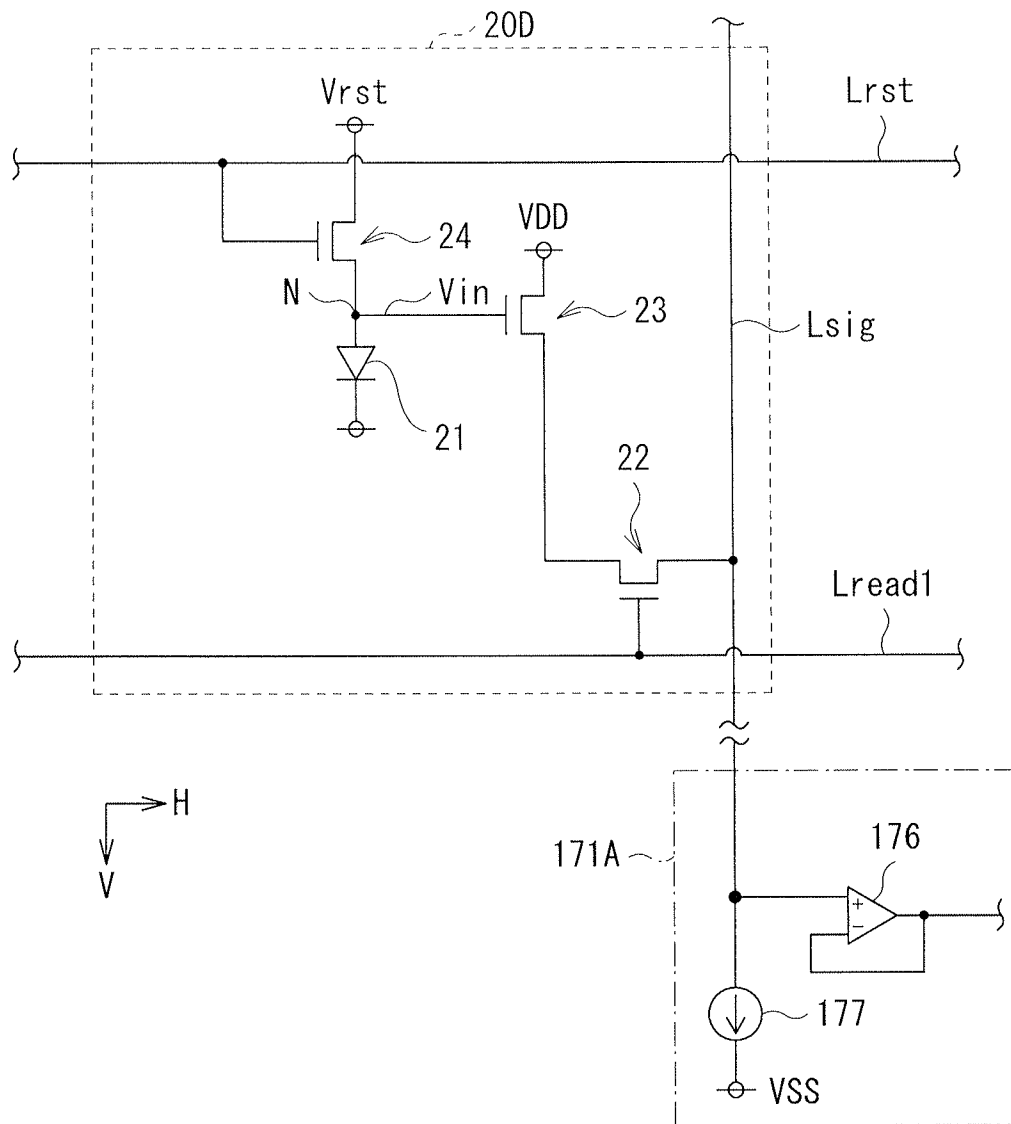 20D
Vrst
Lrst
VDD
24
N
Vin
23
Lsig
21
22
Lread1
H
V
171A
176
+
−
177
VSS